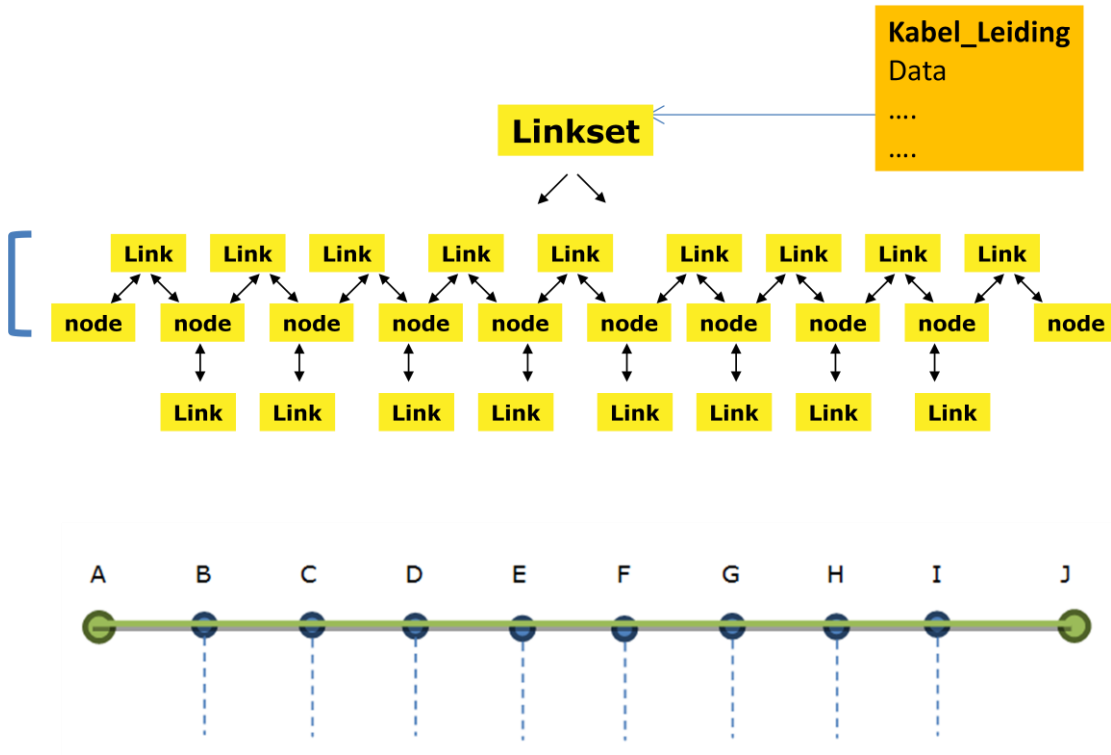 Kabel_Leiding
Data
....
....
Linkset
Link Link Link Link Link Link Link Link Link
node node node node node node node node node node
Link Link Link Link Link Link Link Link
A B C D E F G H I J